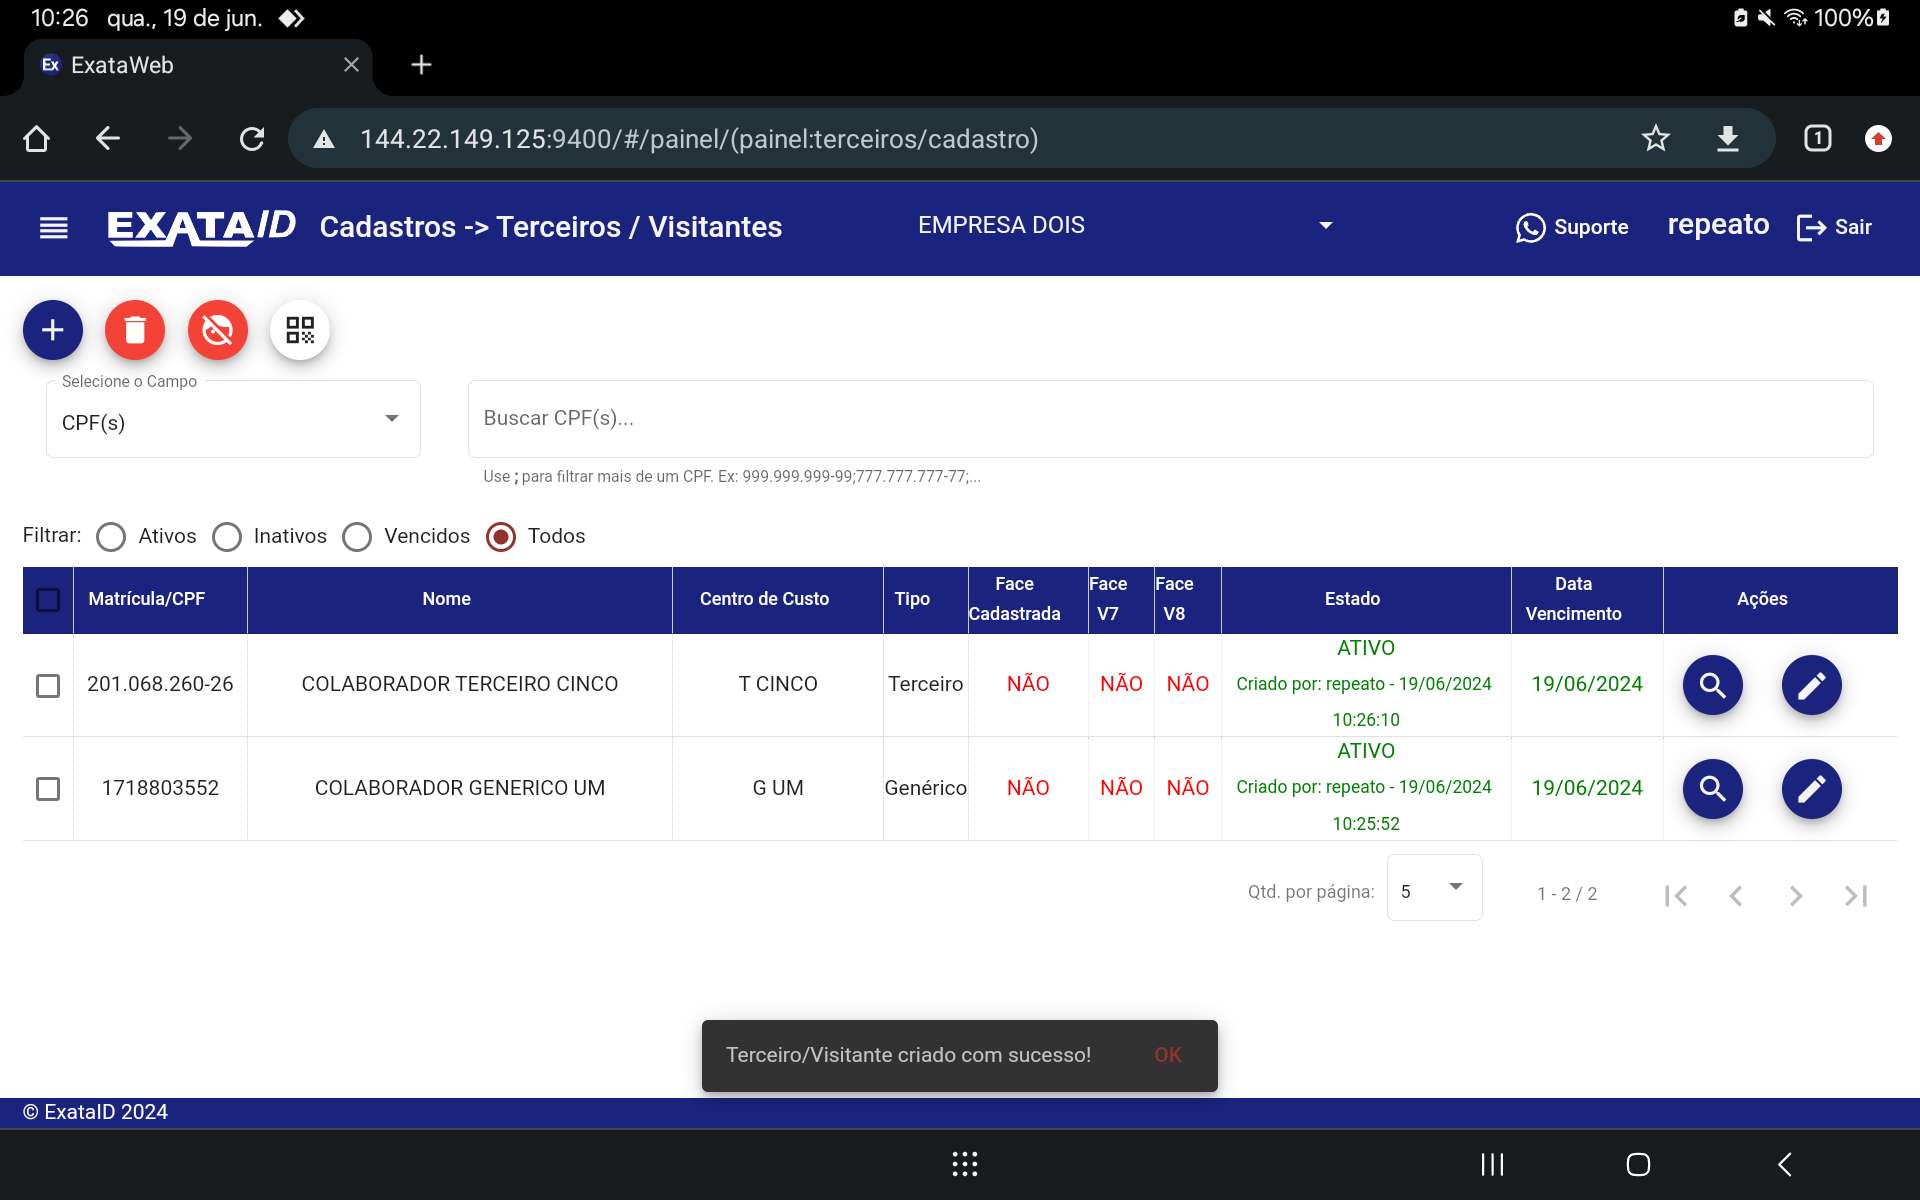 10:26 qua., 19 de jun. 100%
Ex ExataWeb
144.22.149.125:9400/#/painel/(painel:terceiros/cadastro) 1
EXATAID Cadastros -> Terceiros / Visitantes EMPRESA DOIS Suporte repeato Sair
Selecione o Campo
CPF(s) Buscar CPF(s)...
Use ; para filtrar mais de um CPF. Ex: 999.999.999-99;777.777.777-77;...
Filtrar: Ativos Inativos Vencidos Todos
Matrícula/CPF Nome Centro de Custo Tipo Face Cadastrada Face V7 Face V8 Estado Data Vencimento Ações
201.068.260-26 COLABORADOR TERCEIRO CINCO T CINCO Terceiro NÃO NÃO NÃO ATIVO Criado por: repeato - 19/06/2024 10:26:10 19/06/2024
1718803552 COLABORADOR GENERICO UM G UM Genérico NÃO NÃO NÃO ATIVO Criado por: repeato - 19/06/2024 10:25:52 19/06/2024
Qtd. por página: 5 1 - 2 / 2
Terceiro/Visitante criado com sucesso! OK
© ExataID 2024